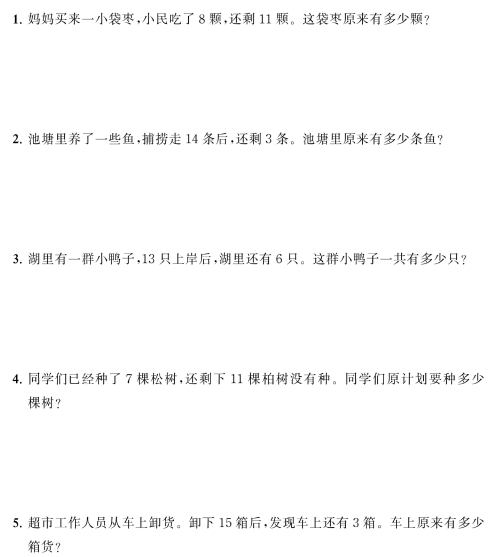 1. 妈妈买来一小袋枣,小民吃了 8 颗,还剩 11 颗。这袋枣原来有多少颗?
2. 池塘里养了一些鱼,捕捞走 14 条后,还剩 3 条。池塘里原来有多少条鱼?
3. 湖里有一群小鸭子,13 只上岸后,湖里还有 6 只。这群小鸭子一共有多少只?
4. 同学们已经种了 7 棵松树,还剩下 11 棵柏树没有种。同学们原计划要种多少
棵树?
5. 超市工作人员从车上卸货。卸下 15 箱后,发现车上还有 3 箱。车上原来有多少
箱货?